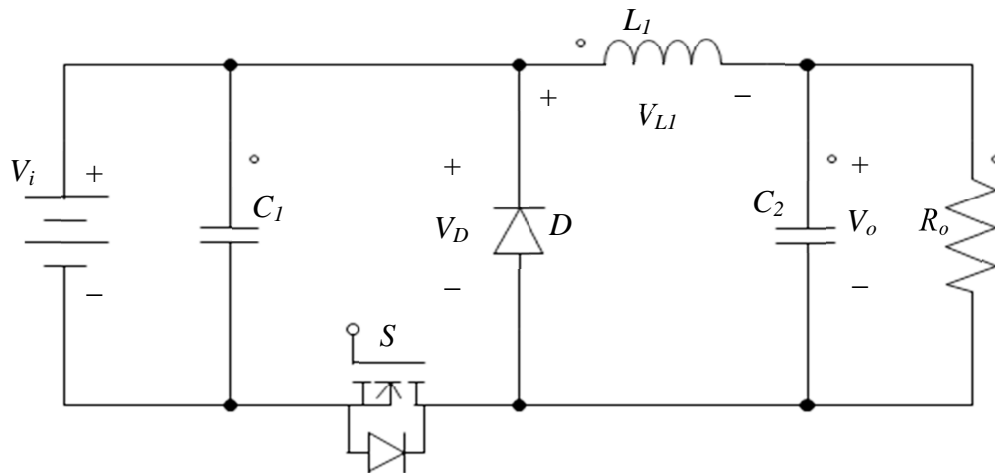 L1
+ −
VL1
Vi + C1 + VD D C2 + Vo Ro
− − −
S